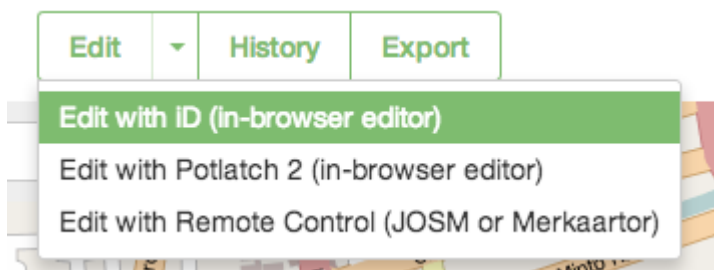 Edit History Export
Edit with iD (in-browser editor)
Edit with Potlatch 2 (in-browser editor)
Edit with Remote Control (JOSM or Merkaartor)
Minto